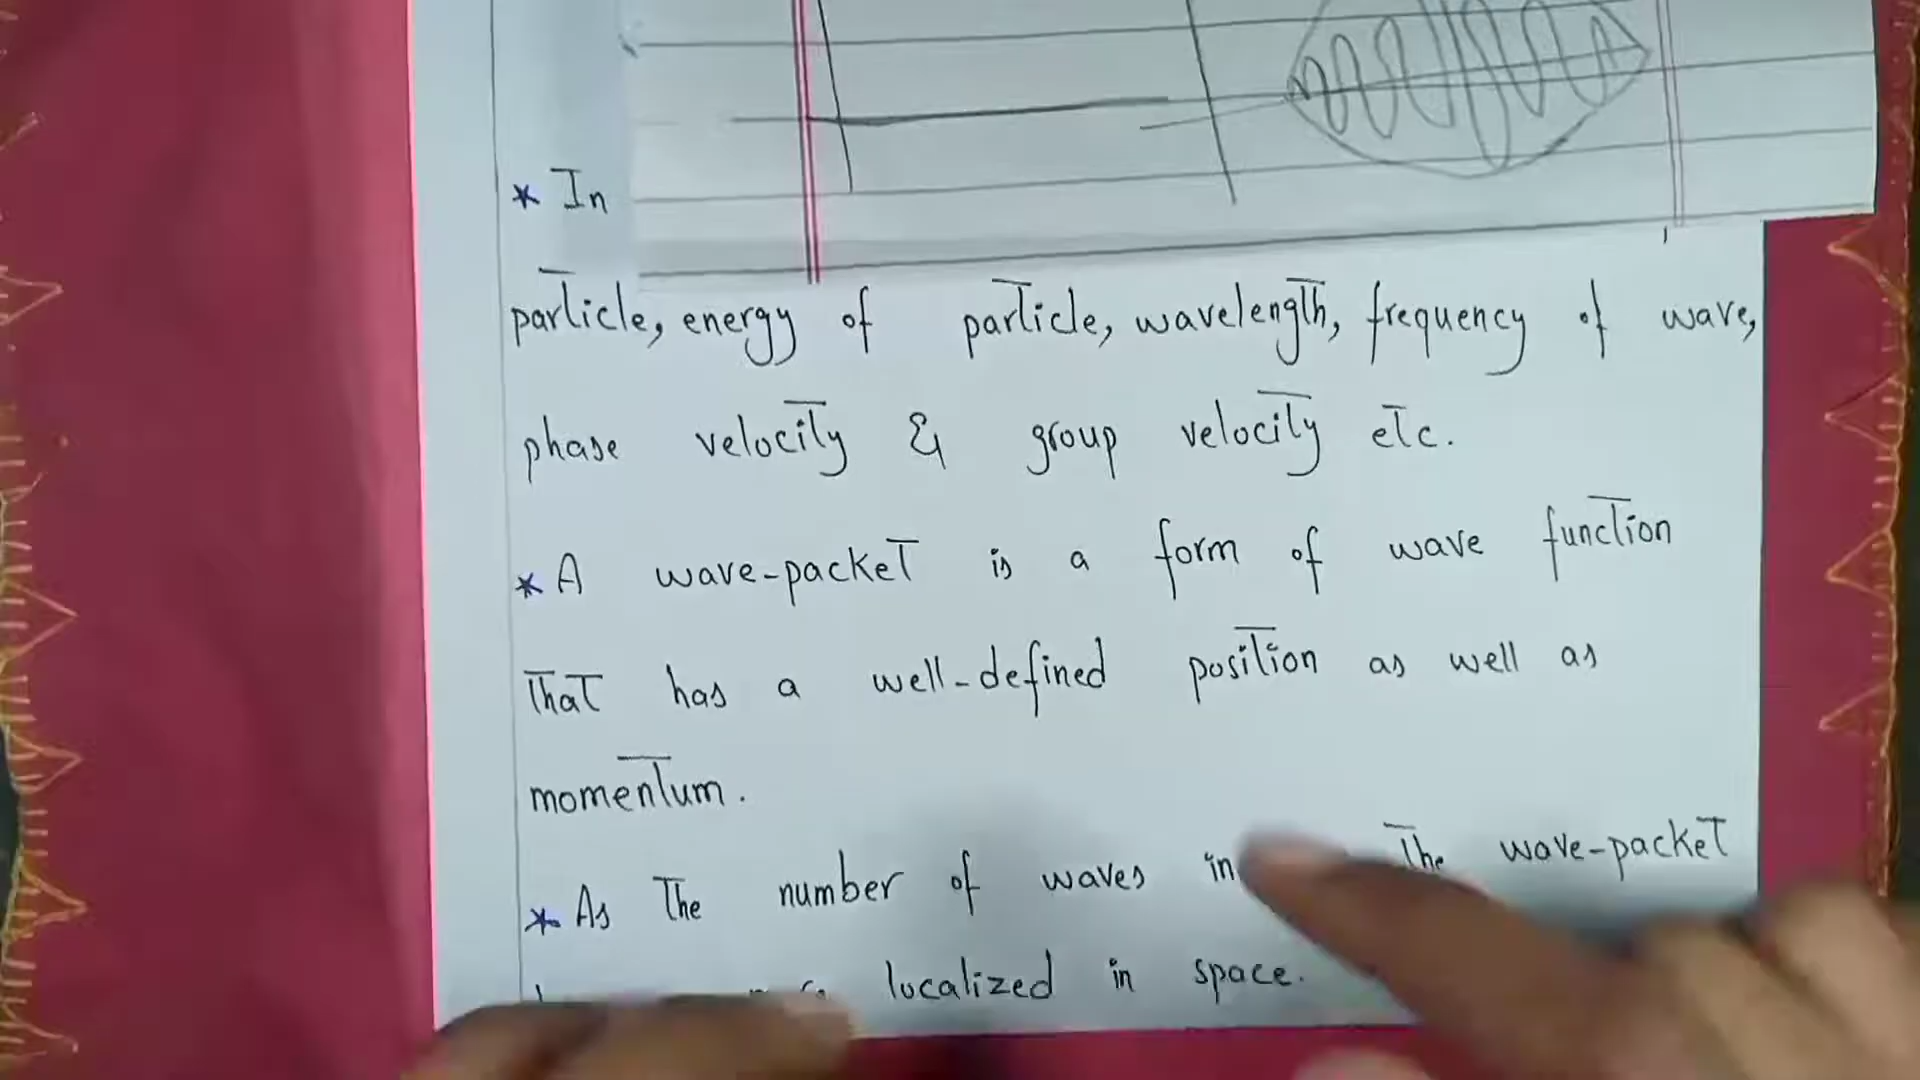 * In
particle, energy of particle, wavelength, frequency of wave,
phase velocity & group velocity etc.
* A wave-packet is a form of wave function
that has a well-defined position as well as
momentum.
* As the number of waves in the wave-packet
localized in space.